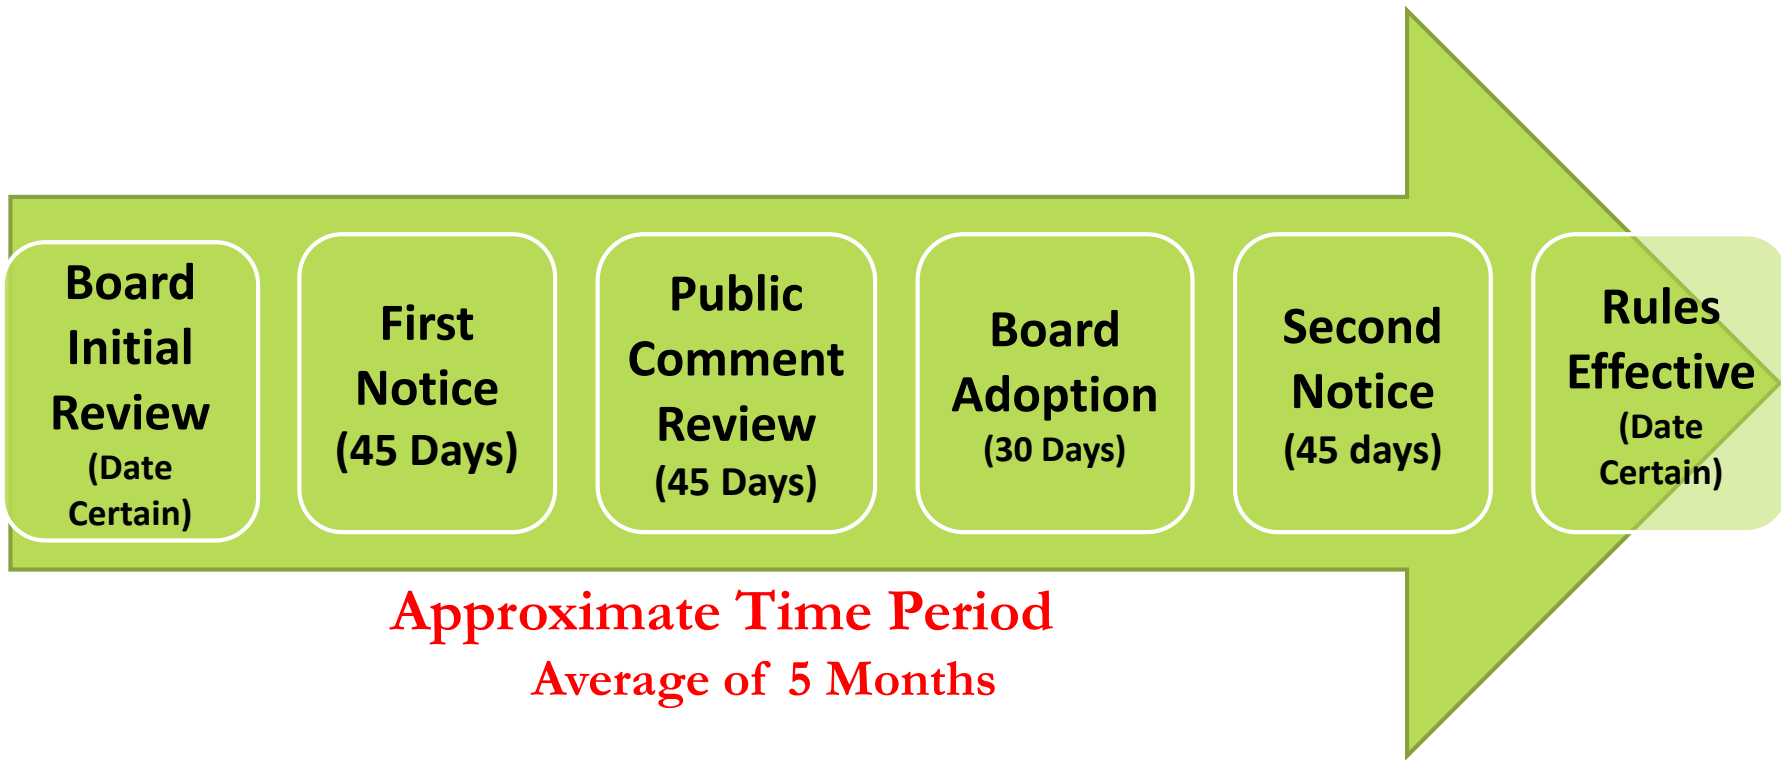 Board
Initial
Review
(Date
Certain)
First
Notice
(45 Days)
Public
Comment
Review
(45 Days)
Board
Adoption
(30 Days)
Second
Notice
(45 days)
Rules
Effective
(Date
Certain)
Approximate Time Period
Average of 5 Months